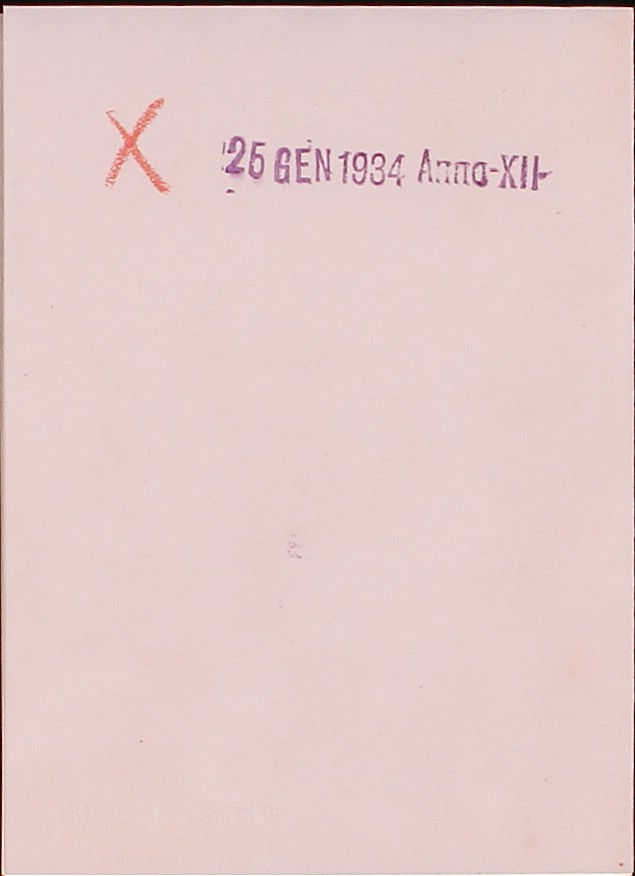 X
25 GEN 1934 Anno-XII-